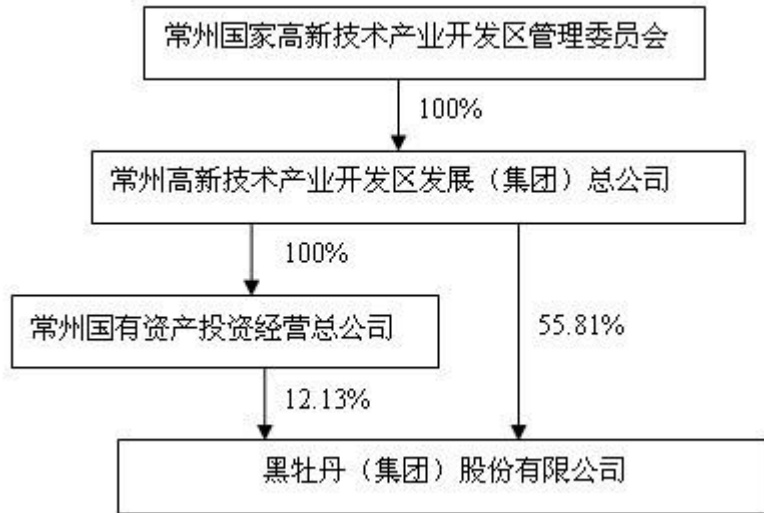 常州国家高新技术产业开发区管理委员会
100%
常州高新技术产业开发区发展（集团）总公司
100%
常州国有资产投资经营总公司
55.81%
12.13%
黑牡丹（集团）股份有限公司